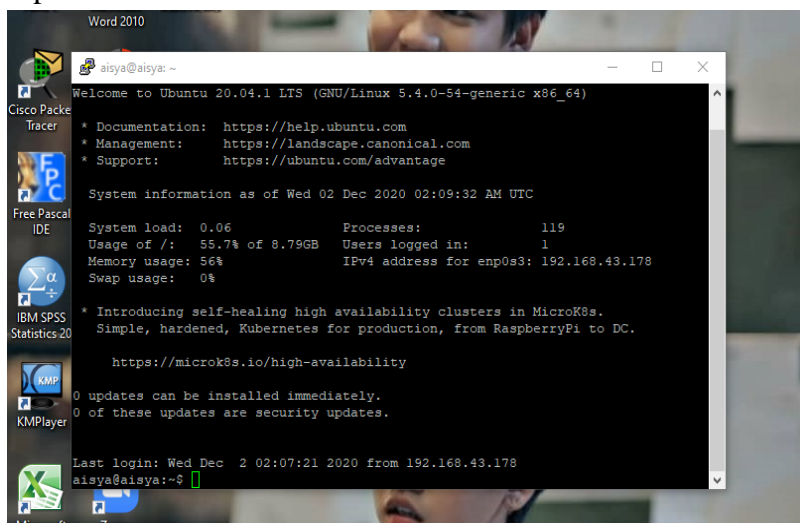 Word 2010
aisya@aisya: ~
Welcome to Ubuntu 20.04.1 LTS (GNU/Linux 5.4.0-54-generic x86_64)
* Documentation:  https://help.ubuntu.com
* Management:     https://landscape.canonical.com
* Support:        https://ubuntu.com/advantage
System information as of Wed 02 Dec 2020 02:09:32 AM UTC
System load:  0.06    Processes:    119
Usage of /:   55.7% of 8.79GB    Users logged in:    1
Memory usage: 56%    IPv4 address for enp0s3: 192.168.43.178
Swap usage:   0%
* Introducing self-healing high availability clusters in MicroK8s.
Simple, hardened, Kubernetes for production, from RaspberryPi to DC.
https://microk8s.io/high-availability
0 updates can be installed immediately.
0 of these updates are security updates.
Last login: Wed Dec  2 02:07:21 2020 from 192.168.43.178
aisya@aisya:~$
Cisco Packe
Tracer
FPC
Free Pascal
IDE
Σα÷
IBM SPSS
Statistics 20
KMP
KMPlayer